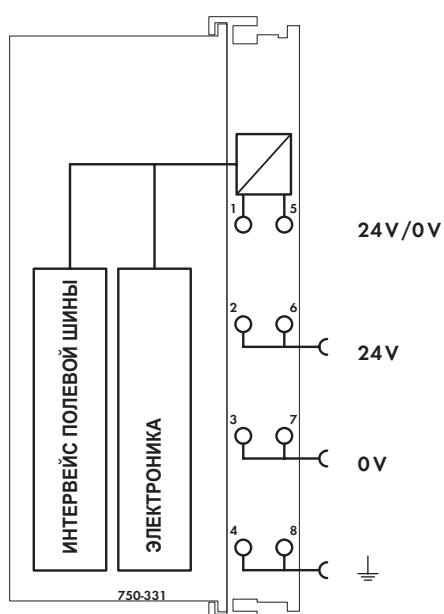 1 5
24V/0V
2 6
24V
ИНТЕРВЕЙС ПОЛЕВОЙ ШИНЫ
ЭЛЕКТРОНИКА
3 7
0V
4 8
750-331